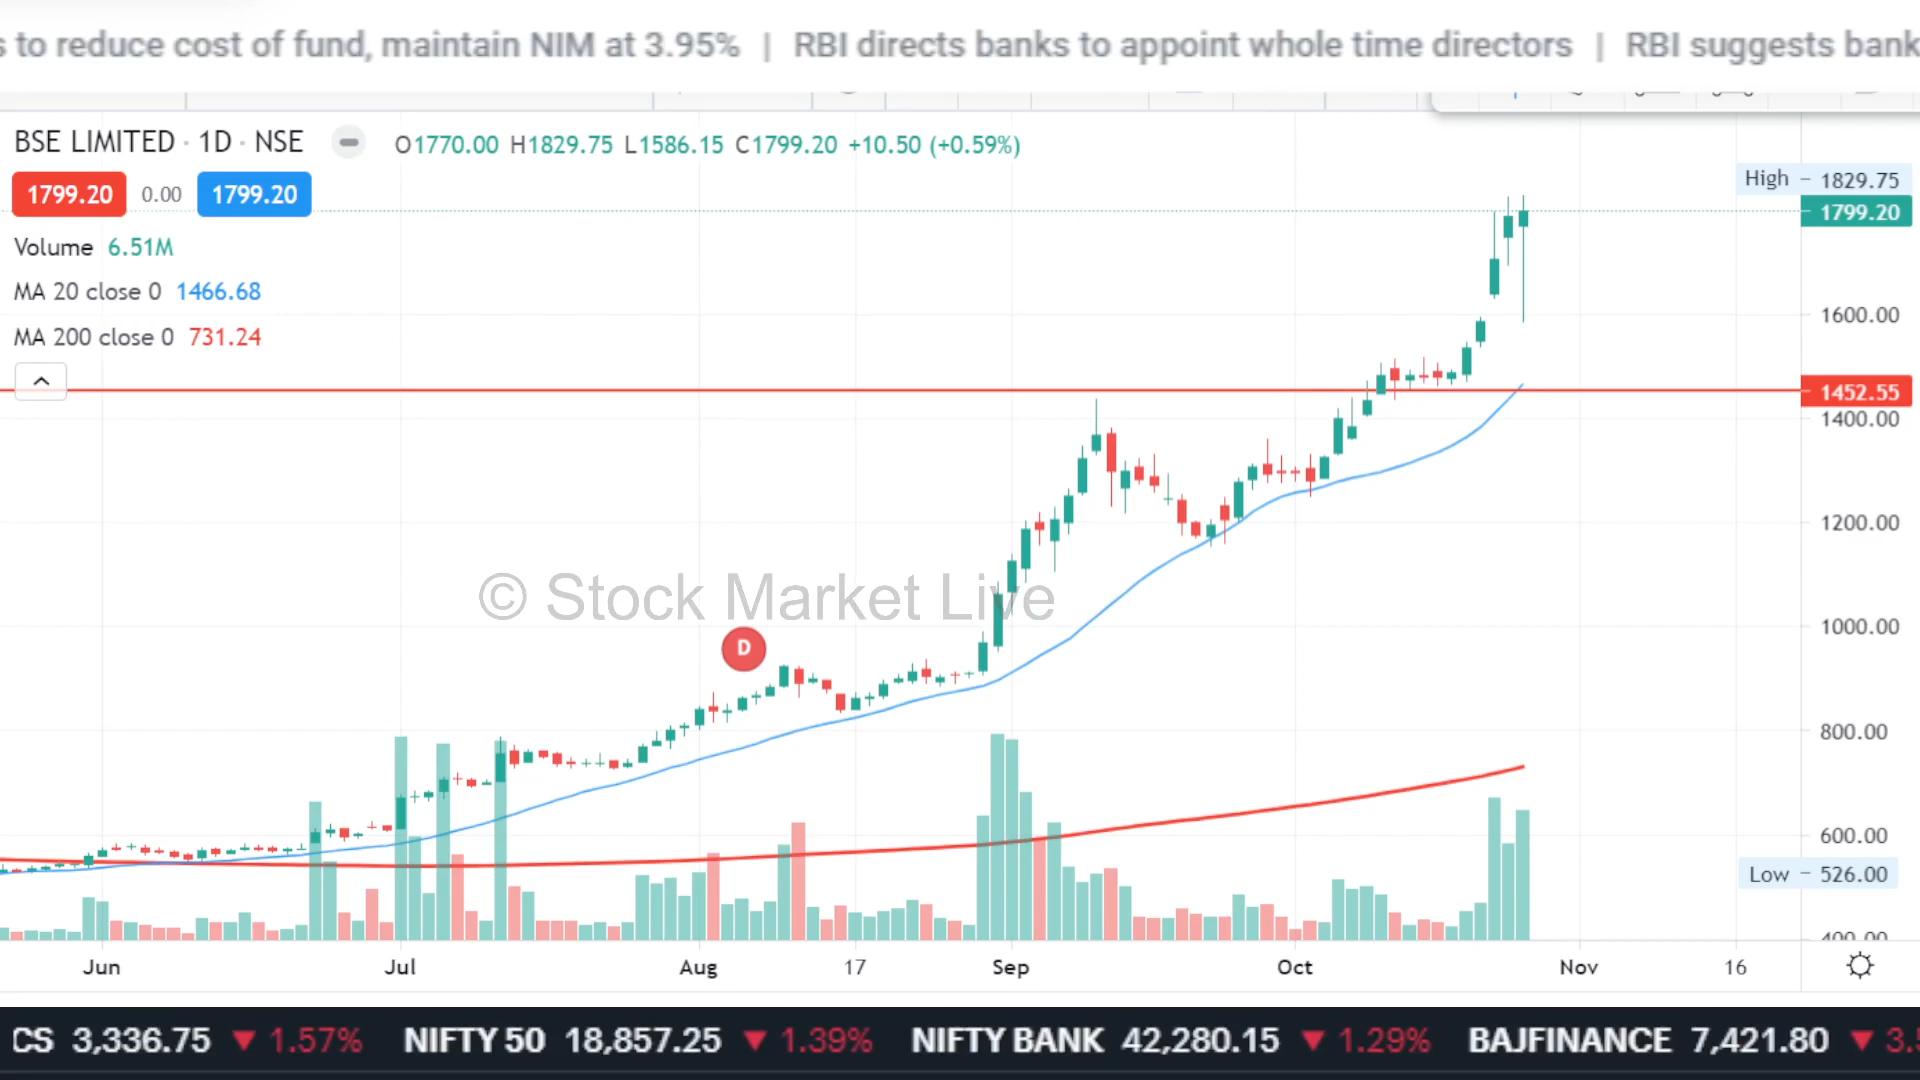 to reduce cost of fund, maintain NIM at 3.95% | RBI directs banks to appoint whole time directors | RBI suggests bank
BSE LIMITED · 1D · NSE O1770.00 H1829.75 L1586.15 C1799.20 +10.50 (+0.59%)
1799.20 0.00 1799.20
Volume 6.51M
MA 20 close 0 1466.68
MA 200 close 0 731.24
High 1829.75
1799.20
1600.00
1452.55
1400.00
1200.00
1000.00
© Stock Market Live
D
800.00
600.00
Low 526.00
400.00
Jun Jul Aug 17 Sep Oct Nov 16
CS 3,336.75 ▼ 1.57% NIFTY 50 18,857.25 ▼ 1.39% NIFTY BANK 42,280.15 ▼ 1.29% BAJFINANCE 7,421.80 ▼ 3.5